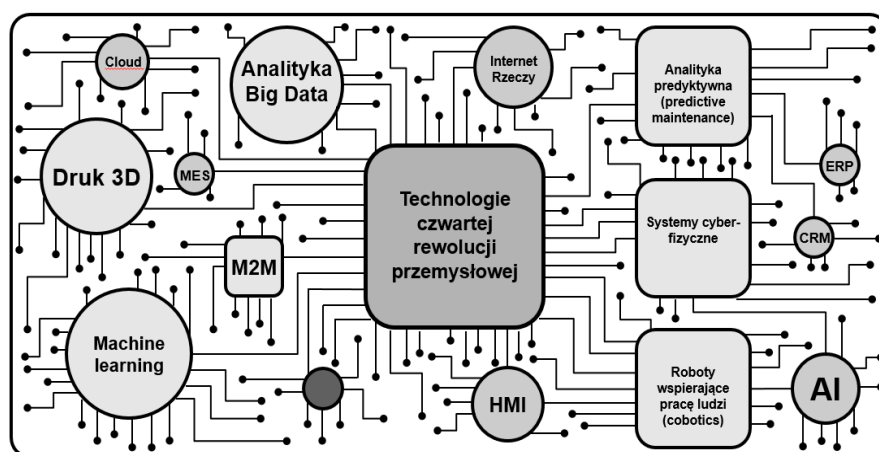 Cloud
Analityka
Big Data
Internet
Rzeczy
Analityka
predyktywna
(predictive
maintenance)
Druk 3D
MES
ERP
Technologie
czwartej
rewolucji
przemysłowej
Systemy cyber-
fizyczne
CRM
M2M
Machine
learning
HMI
Roboty
wspierające
pracę ludzi
(cobotics)
AI